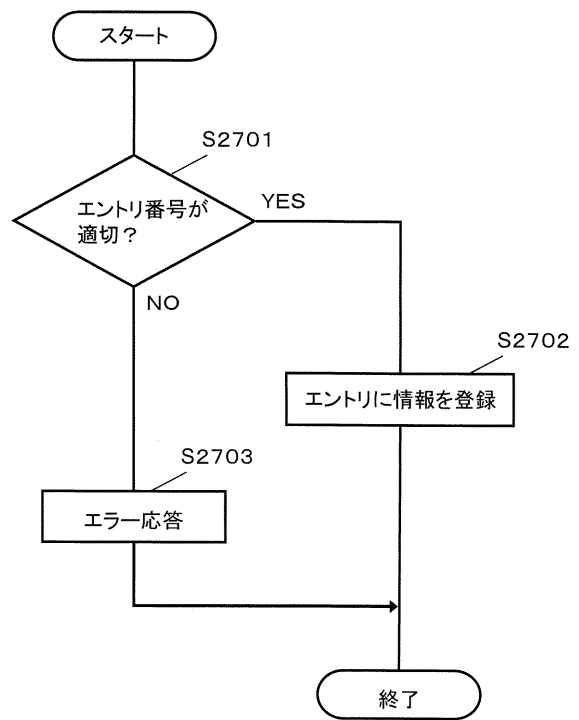 スタート
S2701
エントリ番号が
適切？
YES
NO
S2702
エントリに情報を登録
S2703
エラー応答
終了